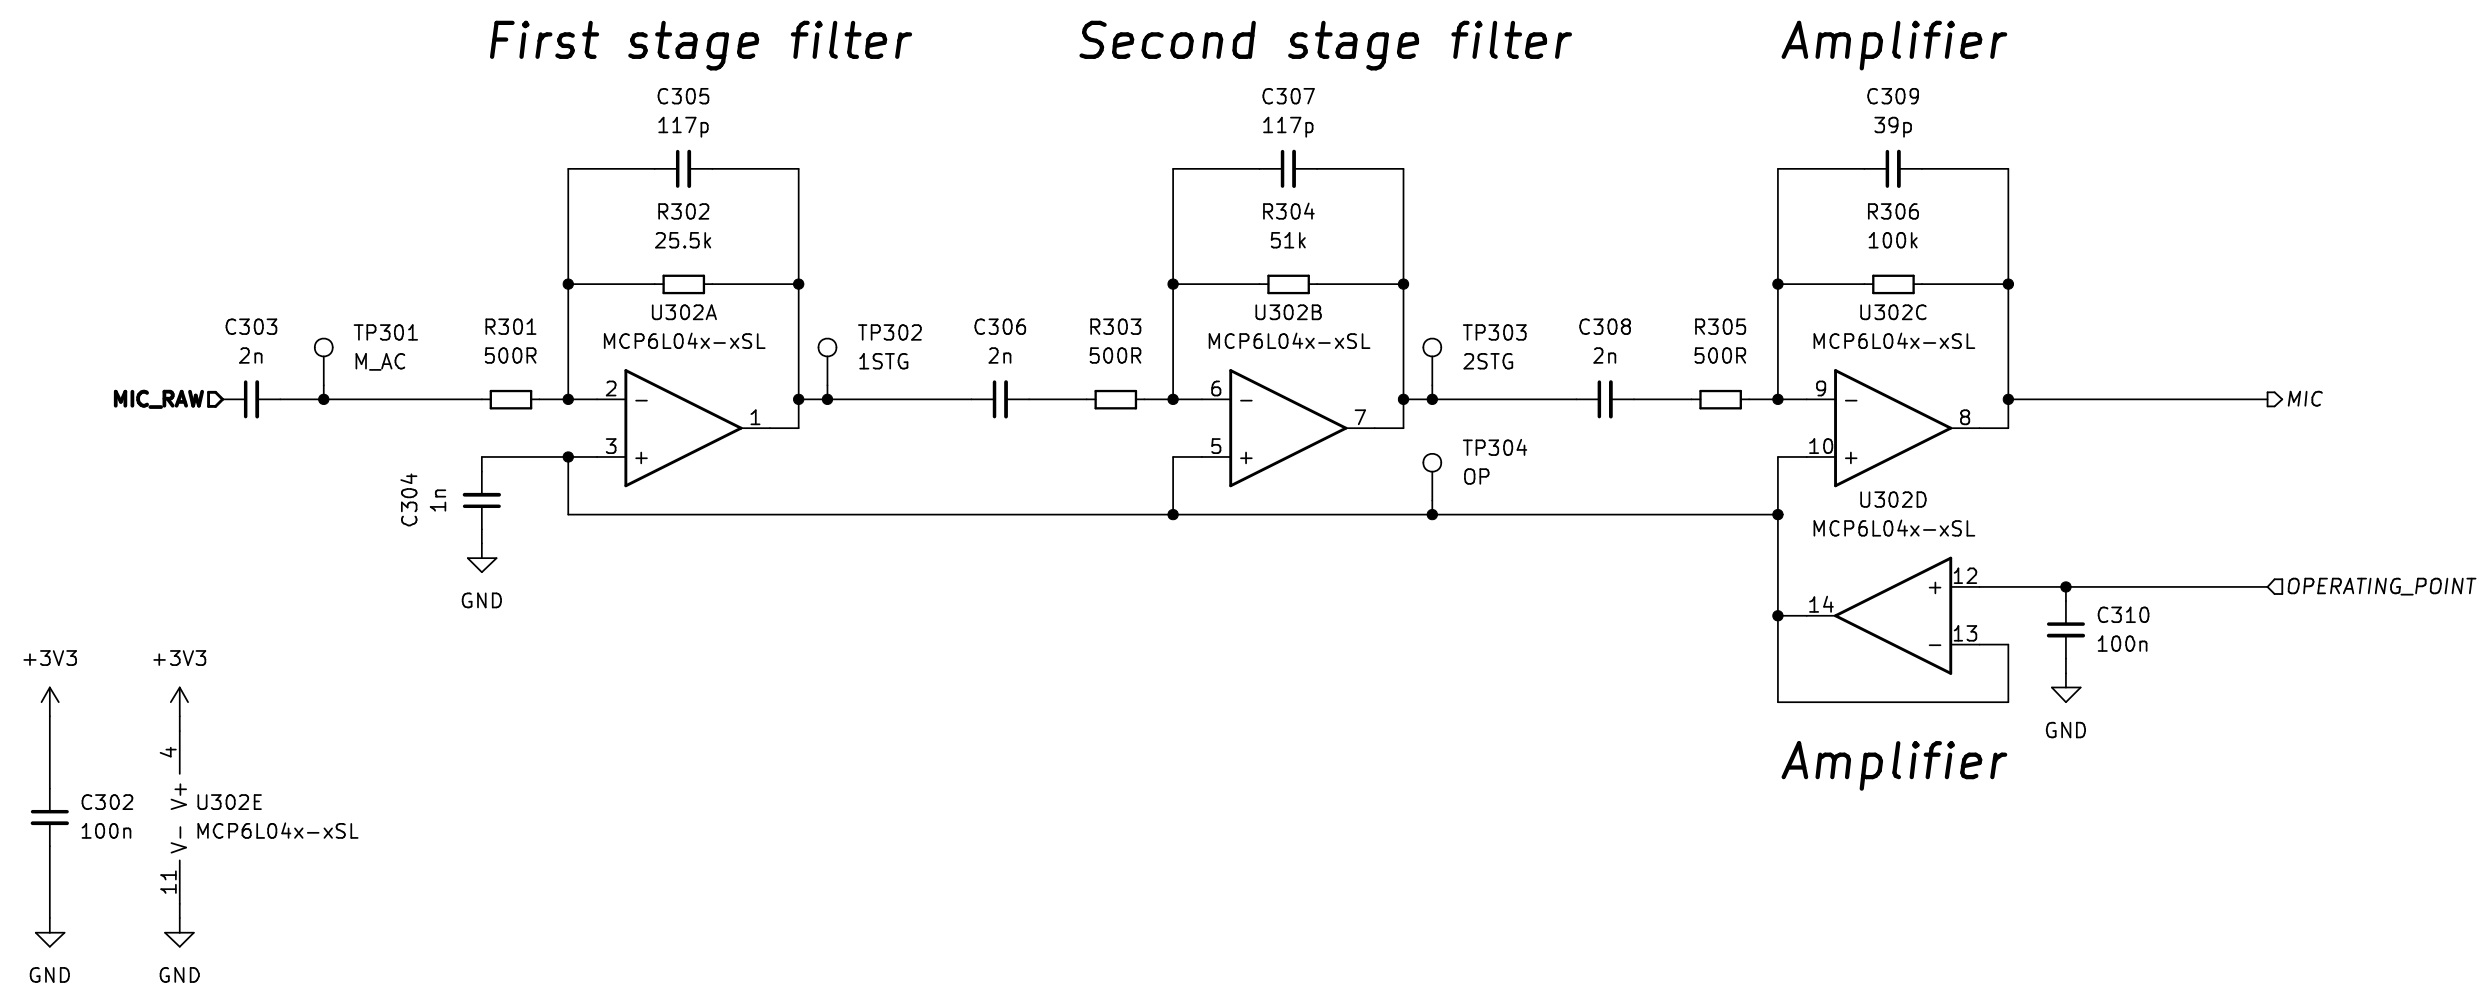 First stage filter
Second stage filter
Amplifier
C305
117p
C307
117p
C309
39p
R302
25.5k
R304
51k
R306
100k
U302A
MCP6L04x-xSL
U302B
MCP6L04x-xSL
U302C
MCP6L04x-xSL
C303
2n
TP301
M_AC
R301
500R
TP302
1STG
C306
2n
R303
500R
TP303
2STG
C308
2n
R305
500R
MIC_RAW
2
-
1
3
+
6
-
7
5
+
9
-
8
10
+
MIC
C304
1n
GND
TP304
OP
U302D
MCP6L04x-xSL
12
+
14
13
-
OPERATING_POINT
C310
100n
GND
Amplifier
+3V3
+3V3
4
V+
V-
11
C302
100n
U302E
MCP6L04x-xSL
GND
GND